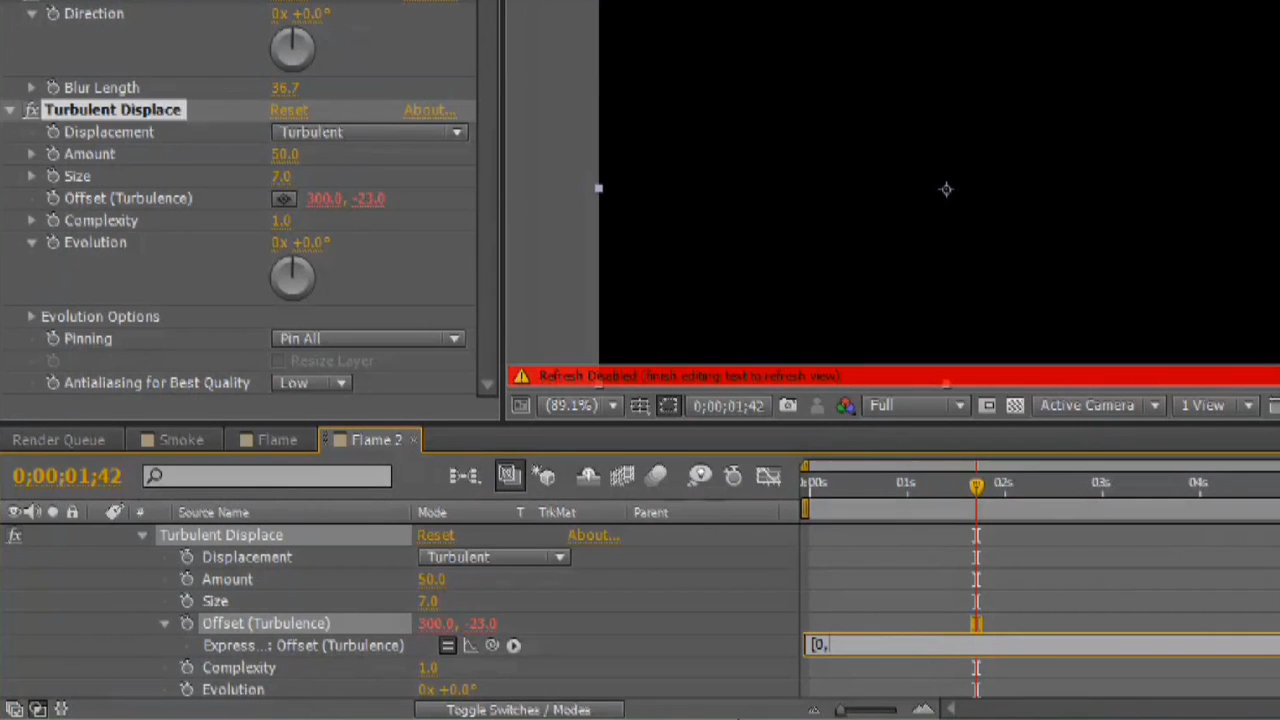 Direction 0x +0.0°
Blur Length 36.7
fx Turbulent Displace Reset About...
Displacement Turbulent
Amount 50.0
Size 7.0
Offset (Turbulence) 300.0, -23.0
Complexity 1.0
Evolution 0x +0.0°
Evolution Options
Pinning Pin All
Resize Layer
Antialiasing for Best Quality Low
Refresh Disabled (finish editing text to refresh view)
(89.1%) 0;00;01;42 Full Active Camera 1 View
Render Queue Smoke Flame Flame 2 ×
0;00;01;42 00s 01s 02s 03s 04s
# Source Name Mode T TrkMat Parent
fx Turbulent Displace Reset About...
Displacement Turbulent
Amount 50.0
Size 7.0
Offset (Turbulence) 300.0, -23.0
Express...: Offset (Turbulence) [0,
Complexity 1.0
Evolution 0x +0.0°
Toggle Switches / Modes